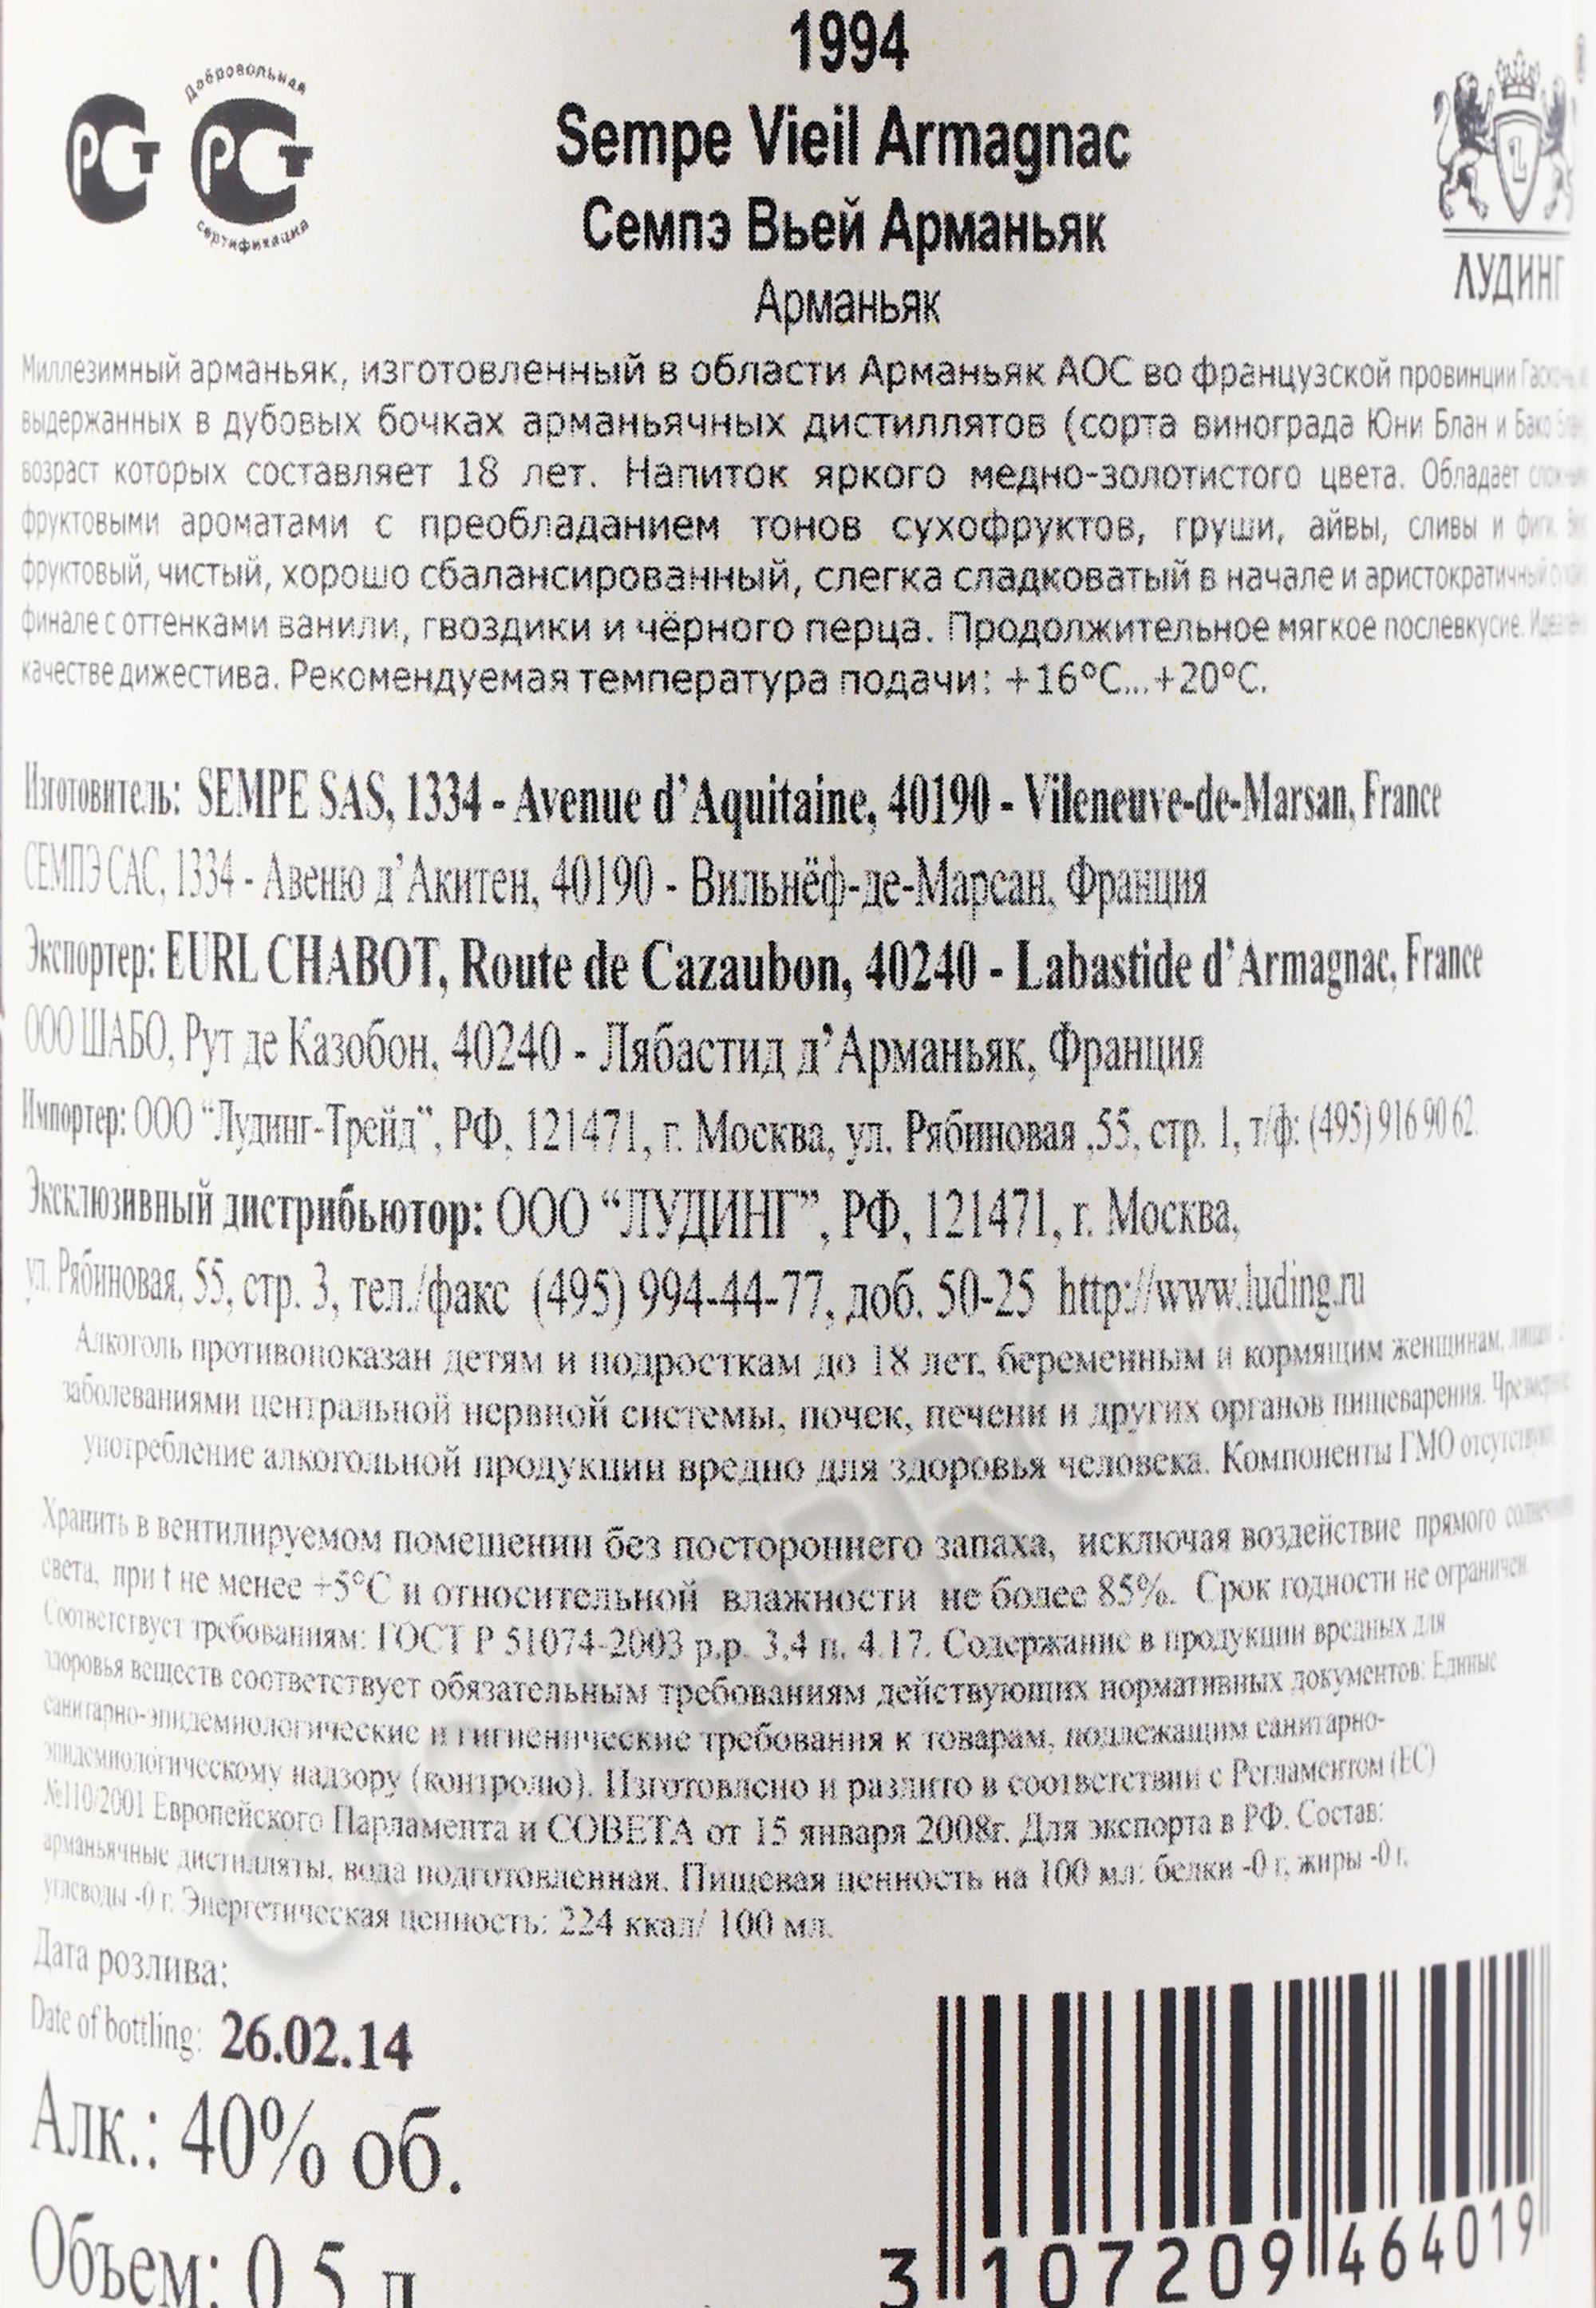 1994
Sempe Vieil Armagnac
Семпэ Вьей Арманьяк
Арманьяк
Добровольная
РСТ РСТ
сертификация
ЛУДИНГ
Миллезимный арманьяк, изготовленный в области Арманьяк АОС во французской провинции
выдержанных в дубовых бочках арманьячных дистиллятов (сорта винограда Юни Блан и Бако
возраст которых составляет 18 лет. Напиток яркого медно-золотистого цвета. Обладает
фруктовыми ароматами с преобладанием тонов сухофруктов, груши, айвы, сливы и фиги.
фруктовый, чистый, хорошо сбалансированный, слегка сладковатый в начале и аристократичный
финале с оттенками ванили, гвоздики и чёрного перца. Продолжительное мягкое послевкусие.
качестве дижестива. Рекомендуемая температура подачи: +16°С...+20°С.
Изготовитель: SEMPE SAS, 1334 - Avenue d’Aquitaine, 40190 - Vileneuve-de-Marsan, France
СЕМПЭ САС, 1334 - Авеню д’Акитен, 40190 - Вильнёф-де-Марсан, Франция
Экспортер: EURL CHABOT, Route de Cazaubon, 40240 - Labastide d’Armagnac, France
ООО ШАБО, Рут де Казобон, 40240 - Лябастид д’Арманьяк, Франция
Импортер: ООО “Лудинг-Трейд”, РФ, 121471, г. Москва, ул. Рябиновая ,55, стр. 1, т/ф: (495) 916 90 62.
Эксклюзивный дистрибьютор: ООО “ЛУДИНГ”, РФ, 121471, г. Москва,
ул. Рябиновая, 55, стр. 3, тел./факс (495) 994-44-77, доб. 50-25 http://www.luding.ru
Алкоголь противопоказан детям и подросткам до 18 лет, беременным и кормящим женщинам, лицам с
заболеваниями центральной нервной системы, почек, печени и других органов пищеварения.
употребление алкогольной продукции вредно для здоровья человека. Компоненты ГМО
Хранить в вентилируемом помещении без постороннего запаха, исключая воздействие прямого
света, при t не менее +5°С и относительной влажности не более 85%. Срок годности не ограничен.
Соответствует требованиям: ГОСТ Р 51074-2003 р.р. 3,4 п. 4.17. Содержание в продукции вредных для
здоровья веществ соответствует обязательным требованиям действующих нормативных документов: Единые
санитарно-эпидемиологические и гигиенические требования к товарам, подлежащим санитарно-
эпидемиологическому надзору (контролю). Изготовлено и разлито в соответствии с Регламентом (ЕС)
№110/2001 Европейского Парламента и СОВЕТА от 15 января 2008г. Для экспорта в РФ. Состав:
арманьячные дистилляты, вода подготовленная. Пищевая ценность на 100 мл: белки -0 г, жиры -0 г,
углеводы -0 г. Энергетическая ценность: 224 ккал/ 100 мл.
Дата розлива:
Date of bottling: 26.02.14
Алк.: 40% об.
Объем: 0,5 л
3 107209 464019